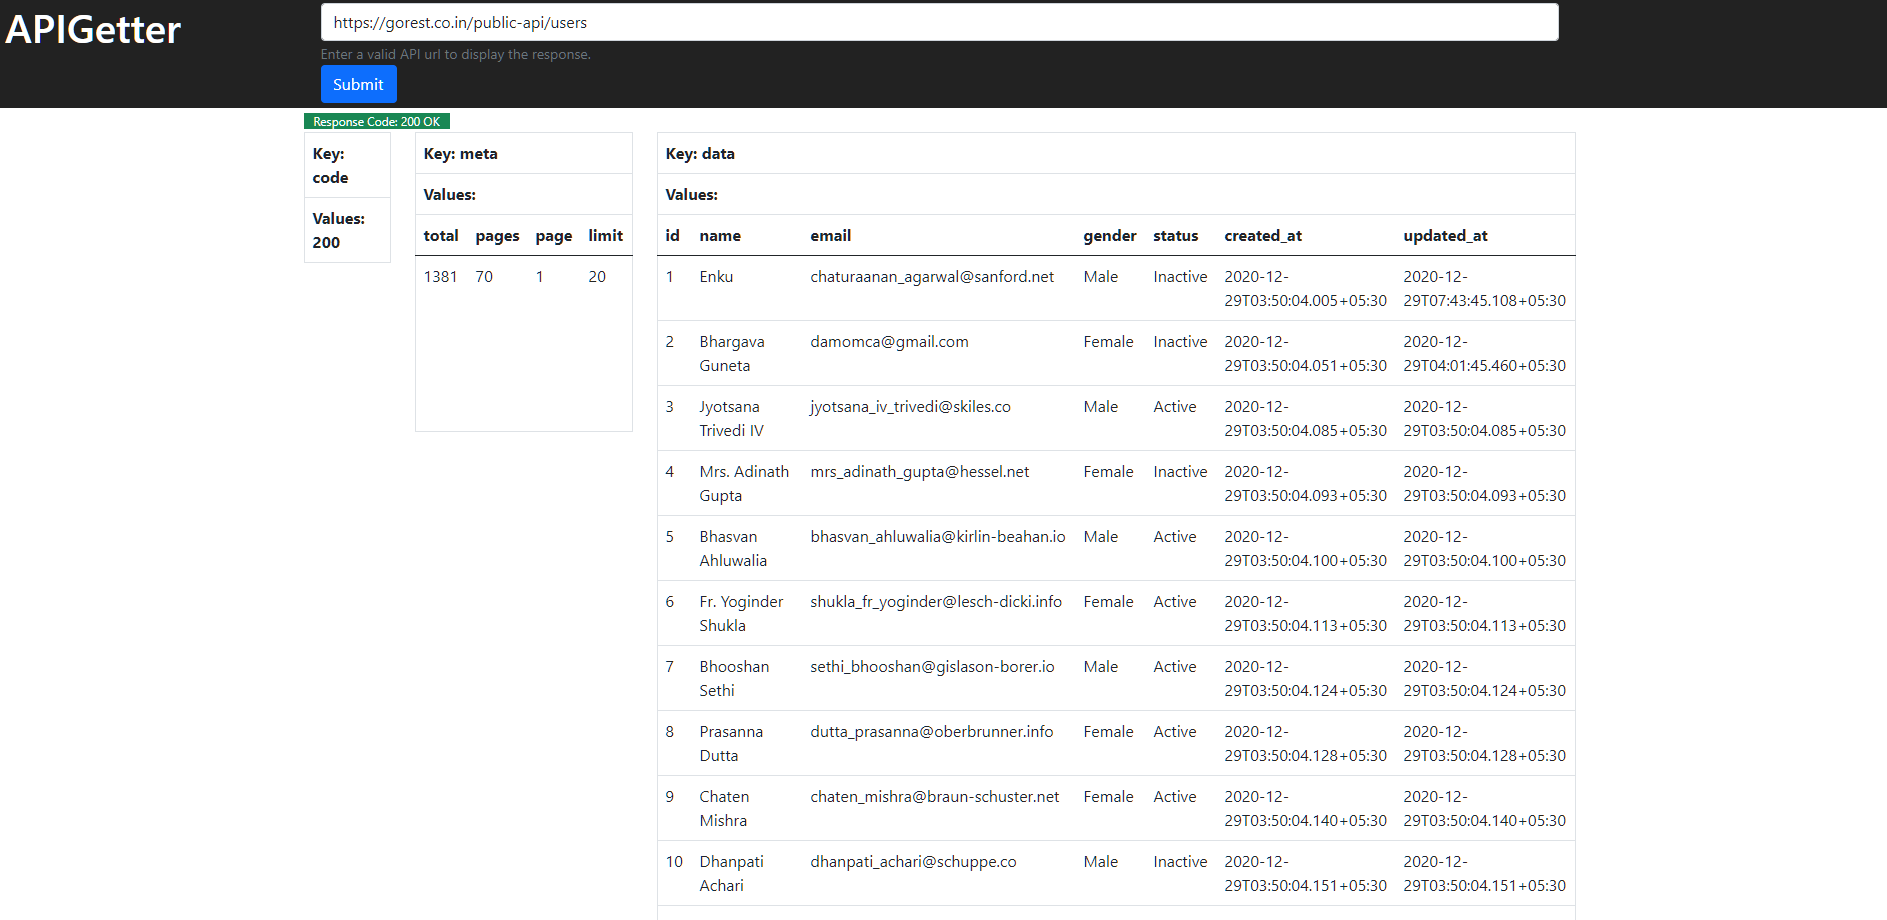 APIGetter
https://gorest.co.in/public-api/users
Enter a valid API url to display the response.
Submit
Response Code: 200 OK
Key:
code
Values:
200
Key: meta
Values:
total pages page limit
1381 70 1 20
Key: data
Values:
id name email gender status created_at updated_at
1 Enku chaturaanan_agarwal@sanford.net Male Inactive 2020-12- 2020-12-
29T03:50:04.005+05:30 29T07:43:45.108+05:30
2 Bhargava damomca@gmail.com Female Inactive 2020-12- 2020-12-
Guneta 29T03:50:04.051+05:30 29T04:01:45.460+05:30
3 Jyotsana jyotsana_iv_trivedi@skiles.co Male Active 2020-12- 2020-12-
Trivedi IV 29T03:50:04.085+05:30 29T03:50:04.085+05:30
4 Mrs. Adinath mrs_adinath_gupta@hessel.net Female Inactive 2020-12- 2020-12-
Gupta 29T03:50:04.093+05:30 29T03:50:04.093+05:30
5 Bhasvan bhasvan_ahluwalia@kirlin-beahan.io Male Active 2020-12- 2020-12-
Ahluwalia 29T03:50:04.100+05:30 29T03:50:04.100+05:30
6 Fr. Yoginder shukla_fr_yoginder@lesch-dicki.info Female Active 2020-12- 2020-12-
Shukla 29T03:50:04.113+05:30 29T03:50:04.113+05:30
7 Bhooshan sethi_bhooshan@gislason-borer.io Male Active 2020-12- 2020-12-
Sethi 29T03:50:04.124+05:30 29T03:50:04.124+05:30
8 Prasanna dutta_prasanna@oberbrunner.info Female Active 2020-12- 2020-12-
Dutta 29T03:50:04.128+05:30 29T03:50:04.128+05:30
9 Chaten chaten_mishra@braun-schuster.net Female Active 2020-12- 2020-12-
Mishra 29T03:50:04.140+05:30 29T03:50:04.140+05:30
10 Dhanpati dhanpati_achari@schuppe.co Male Inactive 2020-12- 2020-12-
Achari 29T03:50:04.151+05:30 29T03:50:04.151+05:30